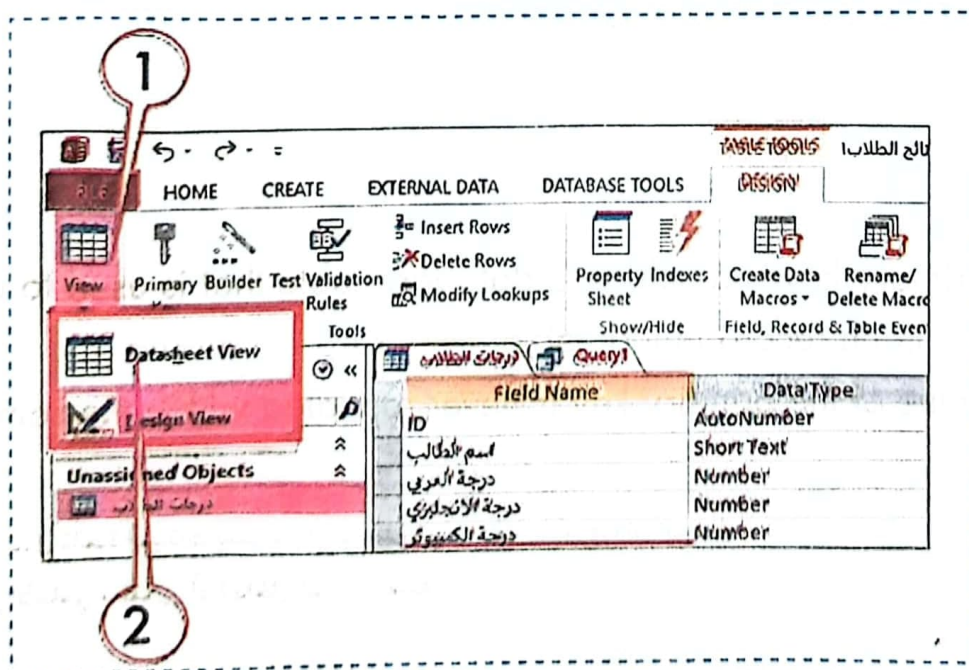 1
TABLE TOOLS
تالج الطلاب1
FILE
HOME
CREATE
EXTERNAL DATA
DATABASE TOOLS
DESIGN
View
Primary
Builder
Test Validation
Rules
Insert Rows
Delete Rows
Modify Lookups
Property
Sheet
Indexes
Create Data
Macros
Rename/
Delete Macro
Tools
Show/Hide
Field, Record & Table Even
Datasheet View
Design View
Unassigned Objects
درجات الطلاب
درجات الطلاب
Query1
Field Name
Data Type
ID
AutoNumber
اسم الطالب
Short Text
درجة العربي
Number
درجة الانجليزي
Number
درجة الكمبيوتر
Number
2